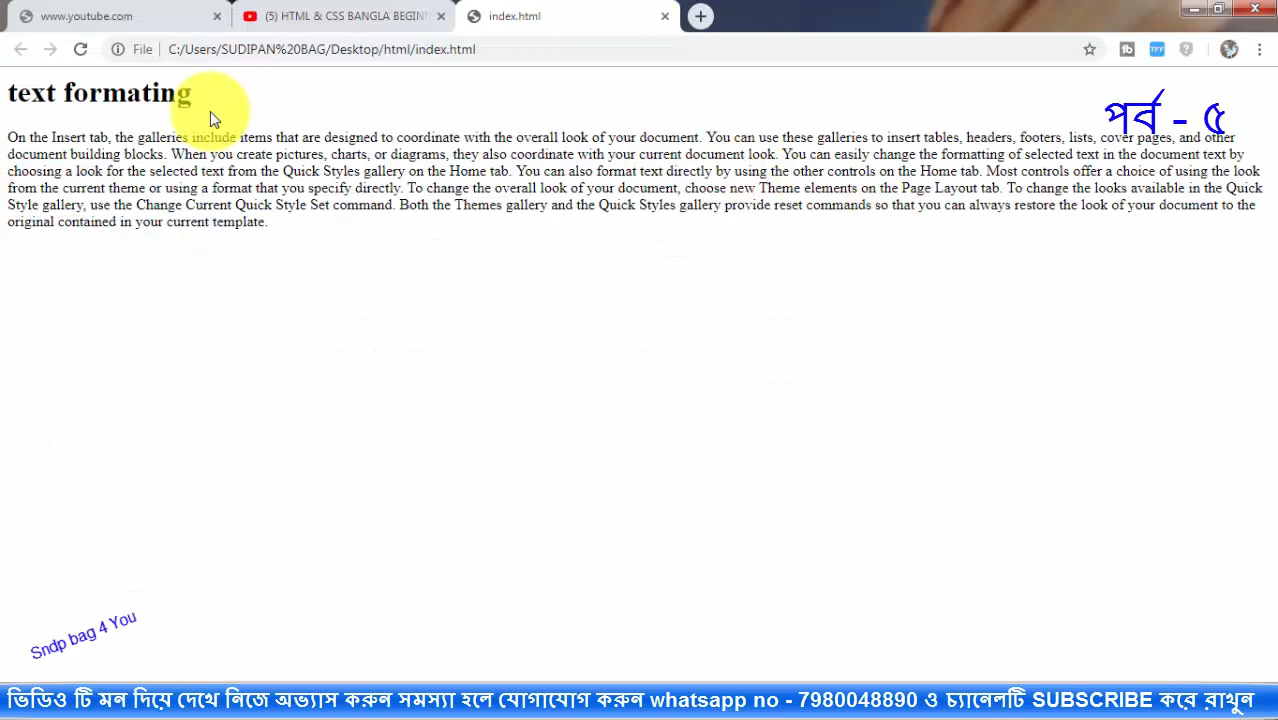 www.youtube.com
(5) HTML & CSS BANGLA BEGINT
index.html
File
C:/Users/SUDIPAN%20BAG/Desktop/html/index.html
text formating
পর্ব - ৫
On the Insert tab, the galleries include items that are designed to coordinate with the overall look of your document. You can use these galleries to insert tables, headers, footers, lists, cover pages, and other
document building blocks. When you create pictures, charts, or diagrams, they also coordinate with your current document look. You can easily change the formatting of selected text in the document text by
choosing a look for the selected text from the Quick Styles gallery on the Home tab. You can also format text directly by using the other controls on the Home tab. Most controls offer a choice of using the look
from the current theme or using a format that you specify directly. To change the overall look of your document, choose new Theme elements on the Page Layout tab. To change the looks available in the Quick
Style gallery, use the Change Current Quick Style Set command. Both the Themes gallery and the Quick Styles gallery provide reset commands so that you can always restore the look of your document to the
original contained in your current template.
Sndp bag 4 You
ভিডিও টি মন দিয়ে দেখে নিজে অভ্যাস করুন সমস্যা হলে যোগাযোগ করুন whatsapp no - 7980048890 ও চ্যানেলটি SUBSCRIBE করে রাখুন